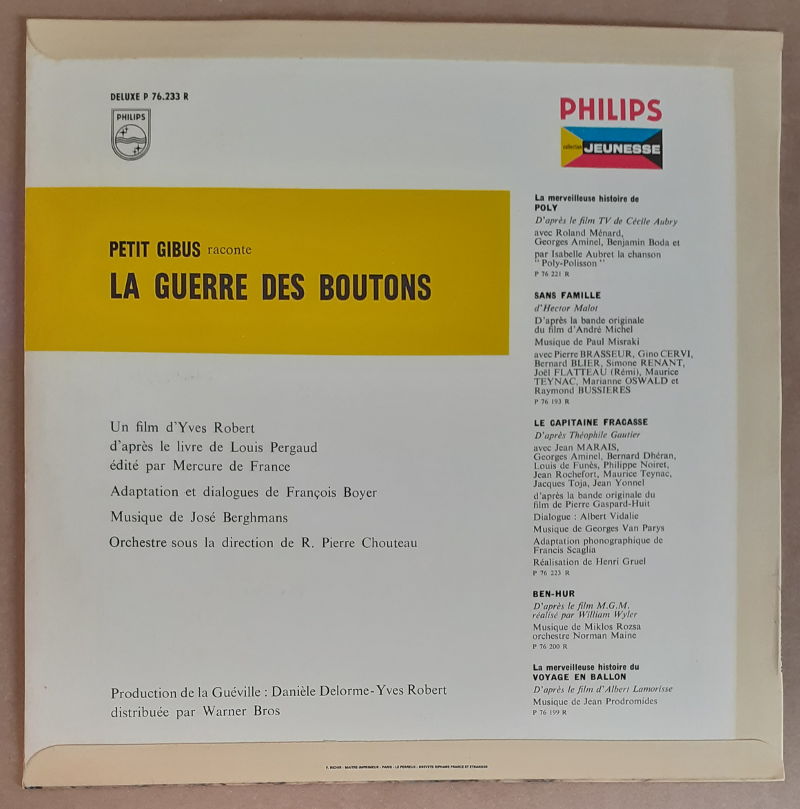 DELUXE P 76.233 R
PHILIPS
PETIT GIBUS raconte
LA GUERRE DES BOUTONS
Un film d'Yves Robert
d'après le livre de Louis Pergaud
édité par Mercure de France
Adaptation et dialogues de François Boyer
Musique de José Berghmans
Orchestre sous la direction de R. Pierre Chouteau
Production de la Guéville : Danièle Delorme-Yves Robert
distribuée par Warner Bros
PHILIPS
collection JEUNESSE
La merveilleuse histoire de
POLY
D'après le film TV de Cécile Aubry
avec Roland Ménard,
Georges Aminel, Benjamin Boda et
par Isabelle Aubret la chanson
"Poly-Polisson"
P 76 221 R
SANS FAMILLE
d'Hector Malot
D'après la bande originale
du film d'André Michel
Musique de Paul Misraki
avec Pierre BRASSEUR, Gino CERVI,
Bernard BLIER, Simone RENANT,
Joël FLATTEAU (Rémi), Maurice
TEYNAC, Marianne OSWALD et
Raymond BUSSIERES
P 76 193 R
LE CAPITAINE FRACASSE
D'après Théophile Gautier
avec Jean MARAIS,
Georges Aminel, Bernard Dhéran,
Louis de Funès, Philippe Noiret,
Jean Rochefort, Maurice Teynac,
Jacques Toja, Jean Yonnel
d'après la bande originale du
film de Pierre Gaspard-Huit
Dialogue : Albert Vidalie
Musique de Georges Van Parys
Adaptation phonographique de
Francis Scaglia
Réalisation de Henri Gruel
P 76 223 R
BEN-HUR
D'après le film M.G.M.
réalisé par William Wyler
Musique de Miklos Rozsa
orchestre Norman Maine
P 76 200 R
La merveilleuse histoire du
VOYAGE EN BALLON
D'après le film d'Albert Lamorisse
Musique de Jean Prodromides
P 76 199 R
MAITRE-IMPRIMEUR - PARIS - LE PERREUX - BREVETS DEPOSES FRANCE ET ETRANGER